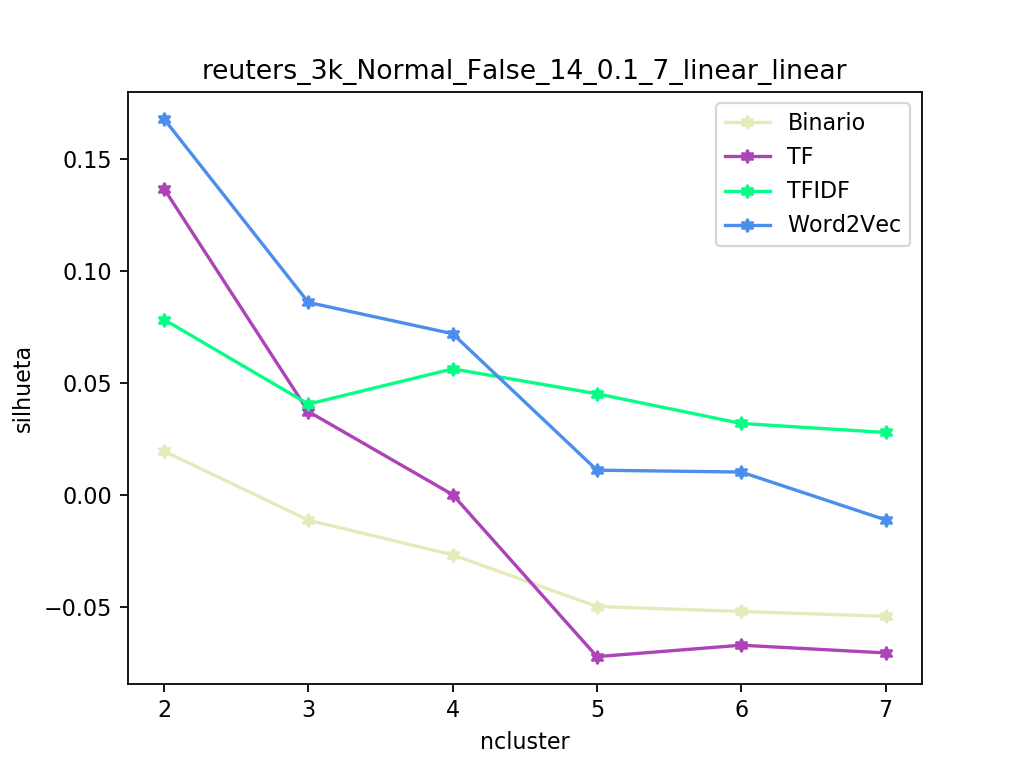 reuters_3k_Normal_False_14_0.1_7_linear_linear
Binario
TF
TFIDF
Word2Vec
0.15
0.10
0.05
0.00
−0.05
silhueta
2 3 4 5 6 7
ncluster